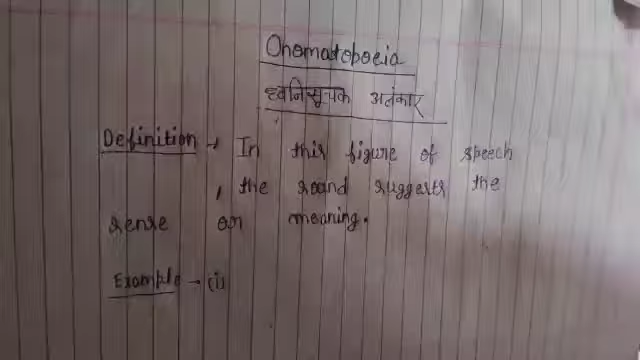 Onomatopoeia
ध्वनिसूचक अलंकार
Definition → In this figure of speech
, the sound suggests the
sense or meaning.
Example - (i)